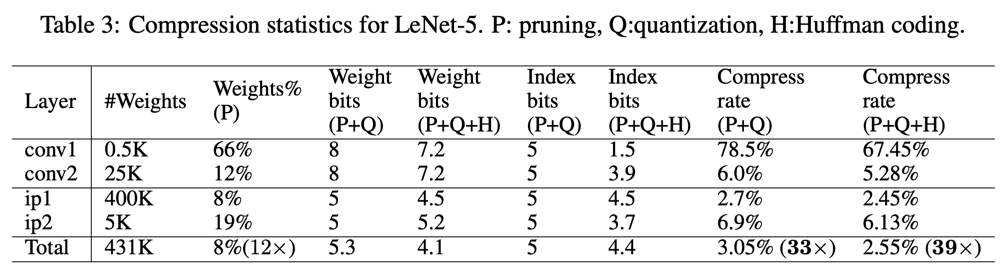 Table 3: Compression statistics for LeNet-5. P: pruning, Q:quantization, H:Huffman coding.
Layer #Weights Weights% (P) Weight bits (P+Q) Weight bits (P+Q+H) Index bits (P+Q) Index bits (P+Q+H) Compress rate (P+Q) Compress rate (P+Q+H)
conv1 0.5K 66% 8 7.2 5 1.5 78.5% 67.45%
conv2 25K 12% 8 7.2 5 3.9 6.0% 5.28%
ip1 400K 8% 5 4.5 5 4.5 2.7% 2.45%
ip2 5K 19% 5 5.2 5 3.7 6.9% 6.13%
Total 431K 8%(12×) 5.3 4.1 5 4.4 3.05% (33×) 2.55% (39×)